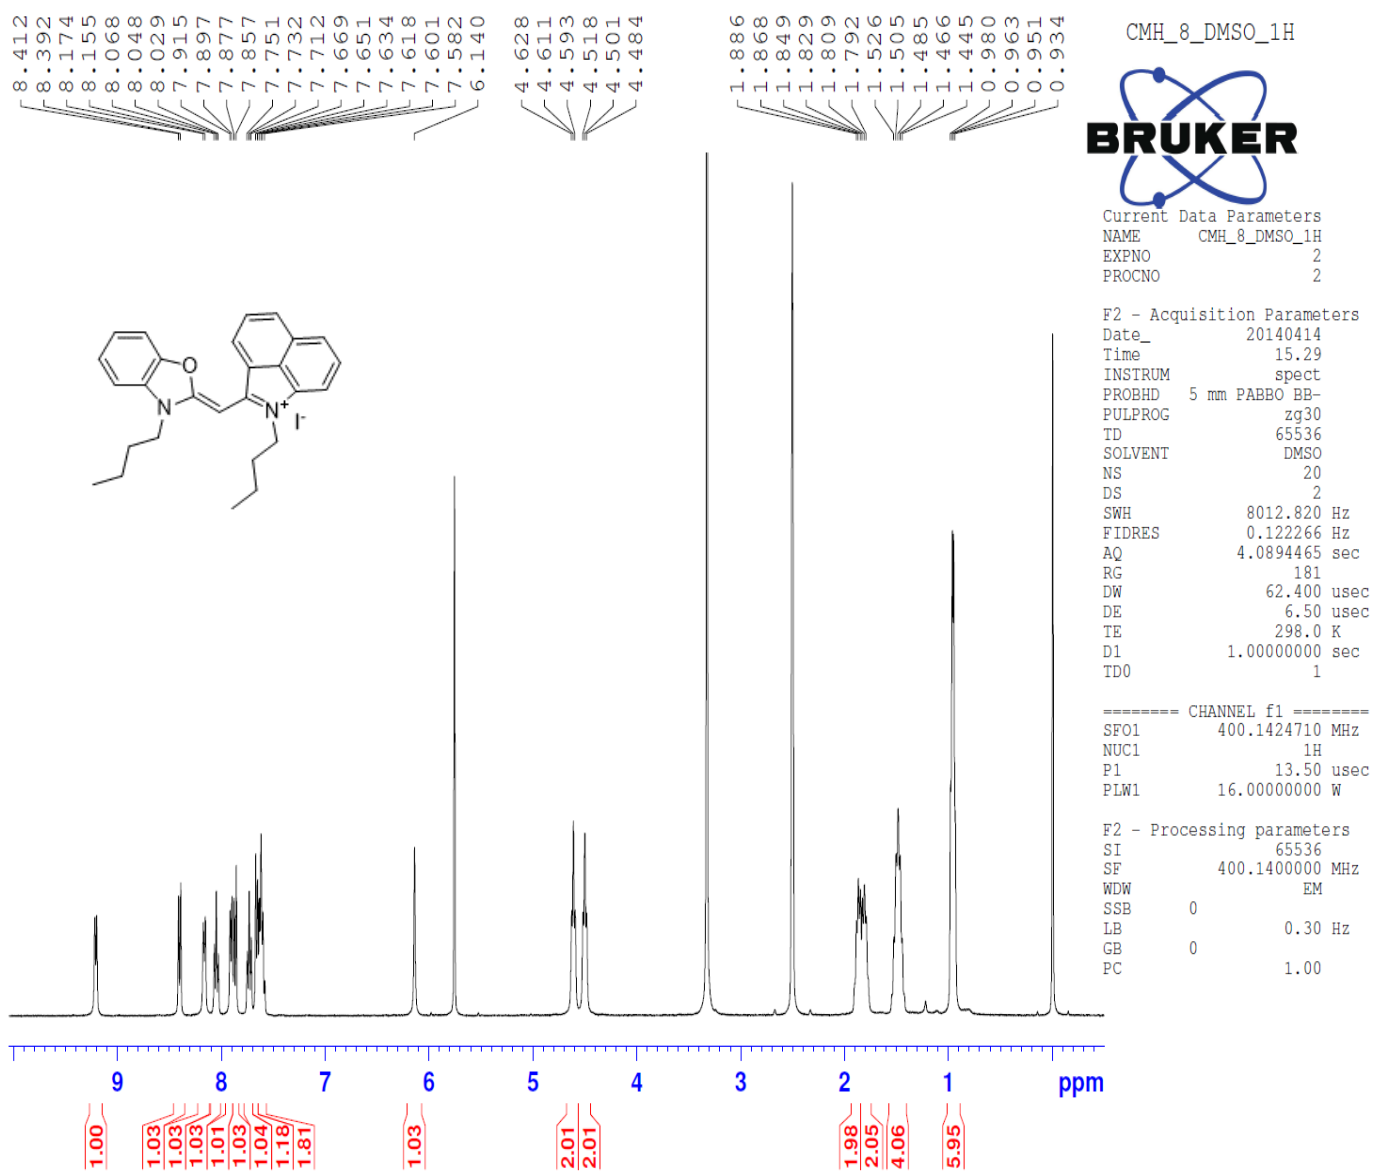 8.412
8.392
8.174
8.155
8.068
8.048
8.029
7.915
7.897
7.877
7.857
7.751
7.732
7.712
7.669
7.651
7.634
7.618
7.601
7.582
6.140
4.628
4.611
4.593
4.518
4.501
4.484
1.886
1.868
1.849
1.829
1.809
1.792
1.526
1.505
1.485
1.466
1.445
0.980
0.963
0.951
0.934
CMH_8_DMSO_1H
BRUKER
Current Data Parameters
NAME CMH_8_DMSO_1H
EXPNO 2
PROCNO 2
F2 - Acquisition Parameters
Date_ 20140414
Time 15.29
INSTRUM spect
PROBHD 5 mm PABBO BB-
PULPROG zg30
TD 65536
SOLVENT DMSO
NS 20
DS 2
SWH 8012.820 Hz
FIDRES 0.122266 Hz
AQ 4.0894465 sec
RG 181
DW 62.400 usec
DE 6.50 usec
TE 298.0 K
D1 1.00000000 sec
TD0 1
======== CHANNEL f1 ========
SFO1 400.1424710 MHz
NUC1 1H
P1 13.50 usec
PLW1 16.00000000 W
F2 - Processing parameters
SI 65536
SF 400.1400000 MHz
WDW EM
SSB 0
LB 0.30 Hz
GB 0
PC 1.00
O
N
N+
I-
9 8 7 6 5 4 3 2 1 ppm
1.00
1.03
1.03
1.03
1.01
1.03
1.04
1.18
1.81
1.03
2.01
2.01
1.98
2.05
4.06
5.95